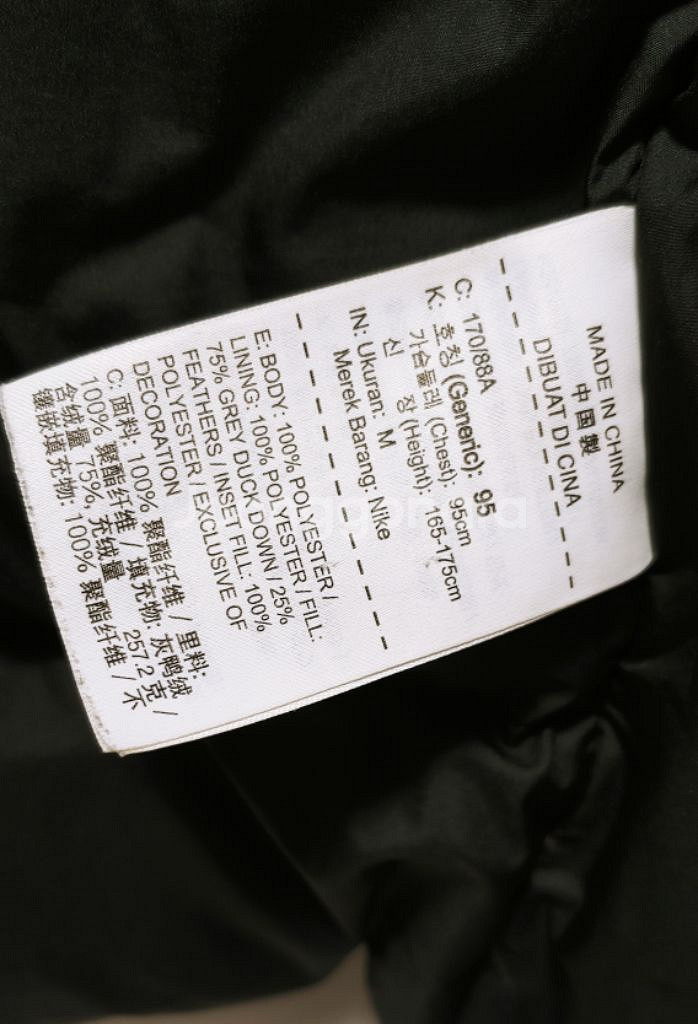 MADE IN CHINA
中国製
DIBUAT DI CINA
C: 170/88A
K: 호칭 (Generic): 95
가슴둘레 (Chest): 95cm
신 장 (Height): 165-175cm
IN: Ukuran: M
Merek Barang: Nike
E: BODY: 100% POLYESTER /
LINING: 100% POLYESTER / FILL:
75% GREY DUCK DOWN / 25%
FEATHERS / INSET FILL: 100%
POLYESTER / EXCLUSIVE OF
DECORATION
C: 面料: 100% 聚酯纤维 / 里料:
100% 聚酯纤维 / 填充物: 灰鸭绒
含绒量 75%, 充绒量 257.2 克 /
镶嵌填充物: 100% 聚酯纤维 / 不